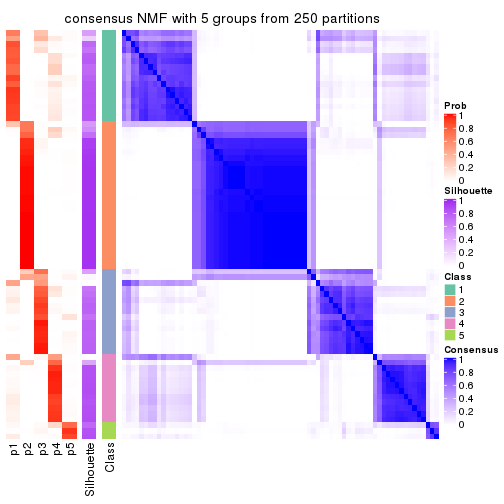 consensus NMF with 5 groups from 250 partitions
Prob
1
0.8
0.6
0.4
0.2
0
Silhouette
1
0.8
0.6
0.4
0.2
0
Class
1
2
3
4
5
Consensus
1
0.8
0.6
0.4
0.2
0
p1
p2
p3
p4
p5
Silhouette
Class